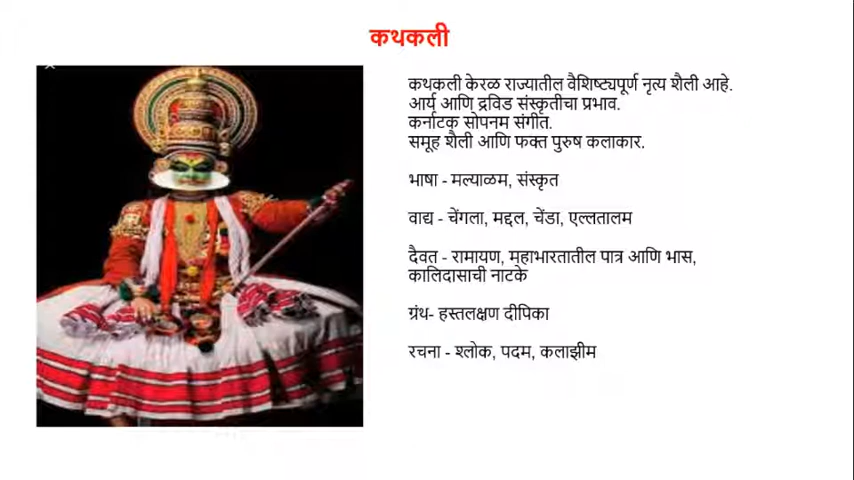 कथकली
कथकली केरळ राज्यातील वैशिष्ट्यपूर्ण नृत्य शैली आहे.
आर्य आणि द्रविड संस्कृतीचा प्रभाव.
कर्नाटक सोपनम संगीत.
समूह शैली आणि फक्त पुरुष कलाकार.
भाषा - मल्याळम, संस्कृत
वाद्य - चेंगला, मद्दल, चेंडा, एल्लतालम
दैवत - रामायण, महाभारतातील पात्र आणि भास,
कालिदासाची नाटके
ग्रंथ- हस्तलक्षण दीपिका
रचना - श्लोक, पदम, कलाझीम